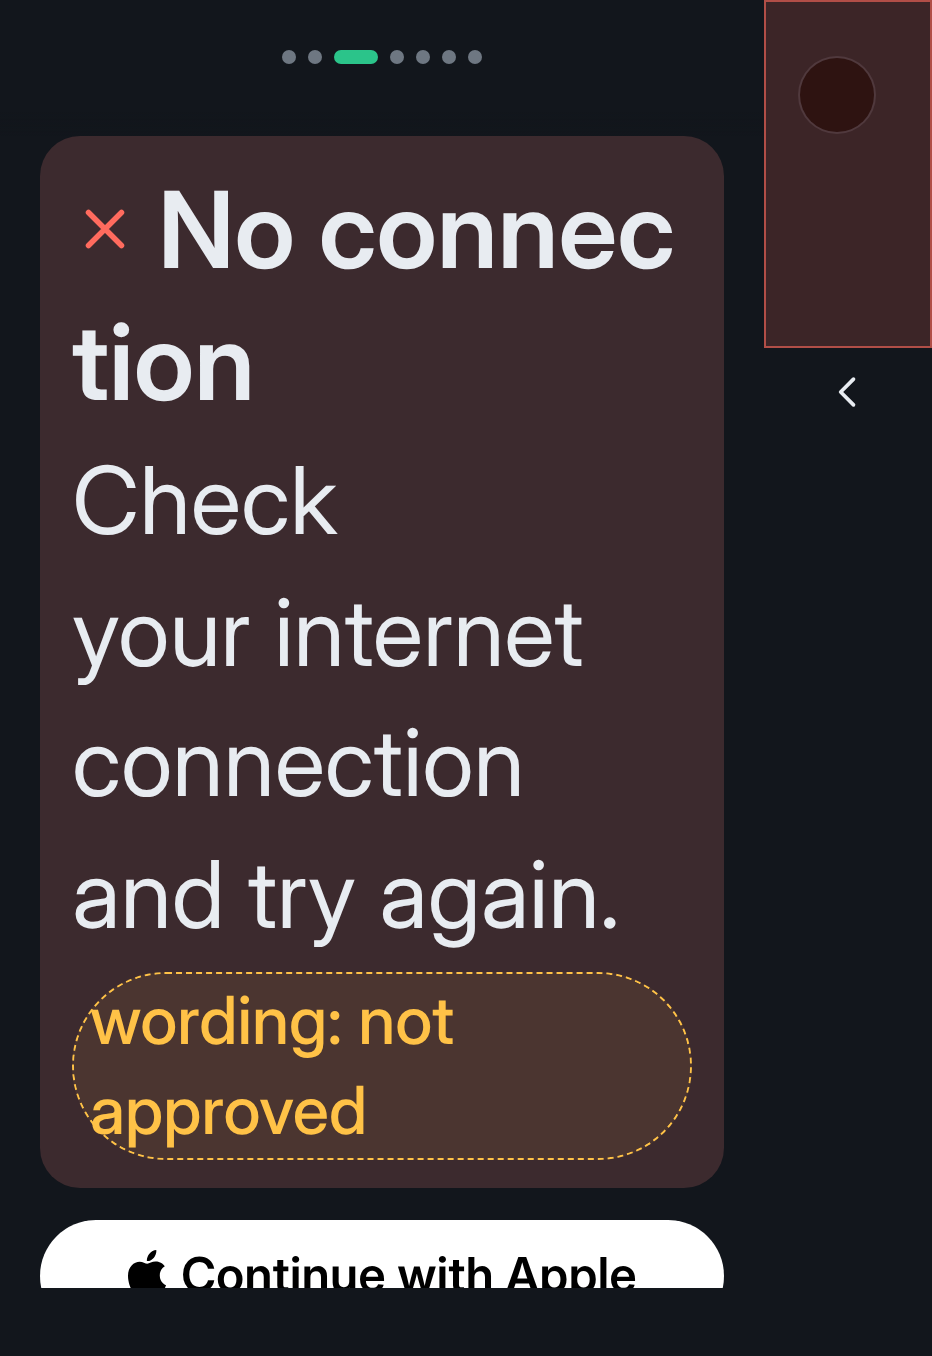 No connec
tion
Check
your internet
connection
and try again.
wording: not
approved
Continue with Apple